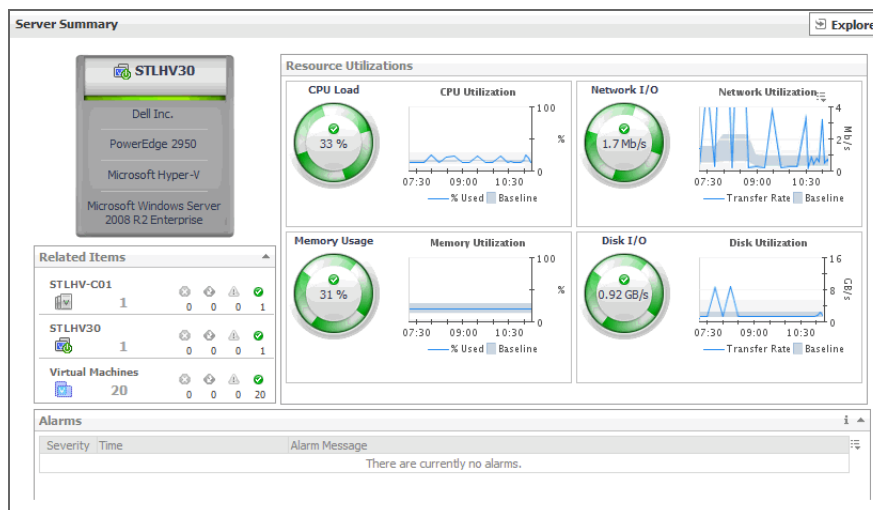 Server Summary
Explore
STLHV30
Dell Inc.
PowerEdge 2950
Microsoft Hyper-V
Microsoft Windows Server
2008 R2 Enterprise
Related Items
STLHV-C01
1
0 0 0 1
STLHV30
1
0 0 0 1
Virtual Machines
20
0 0 0 20
Resource Utilizations
CPU Load
33 %
CPU Utilization
100
%
0
07:30 09:00 10:30
% Used Baseline
Network I/O
1.7 Mb/s
Network Utilization
4
2
0
Mb/s
07:30 09:00 10:30
Transfer Rate Baseline
Memory Usage
31 %
Memory Utilization
100
%
0
07:30 09:00 10:30
% Used Baseline
Disk I/O
0.92 GB/s
Disk Utilization
16
8
0
GB/s
07:30 09:00 10:30
Transfer Rate Baseline
Alarms
i
Severity Time Alarm Message
There are currently no alarms.